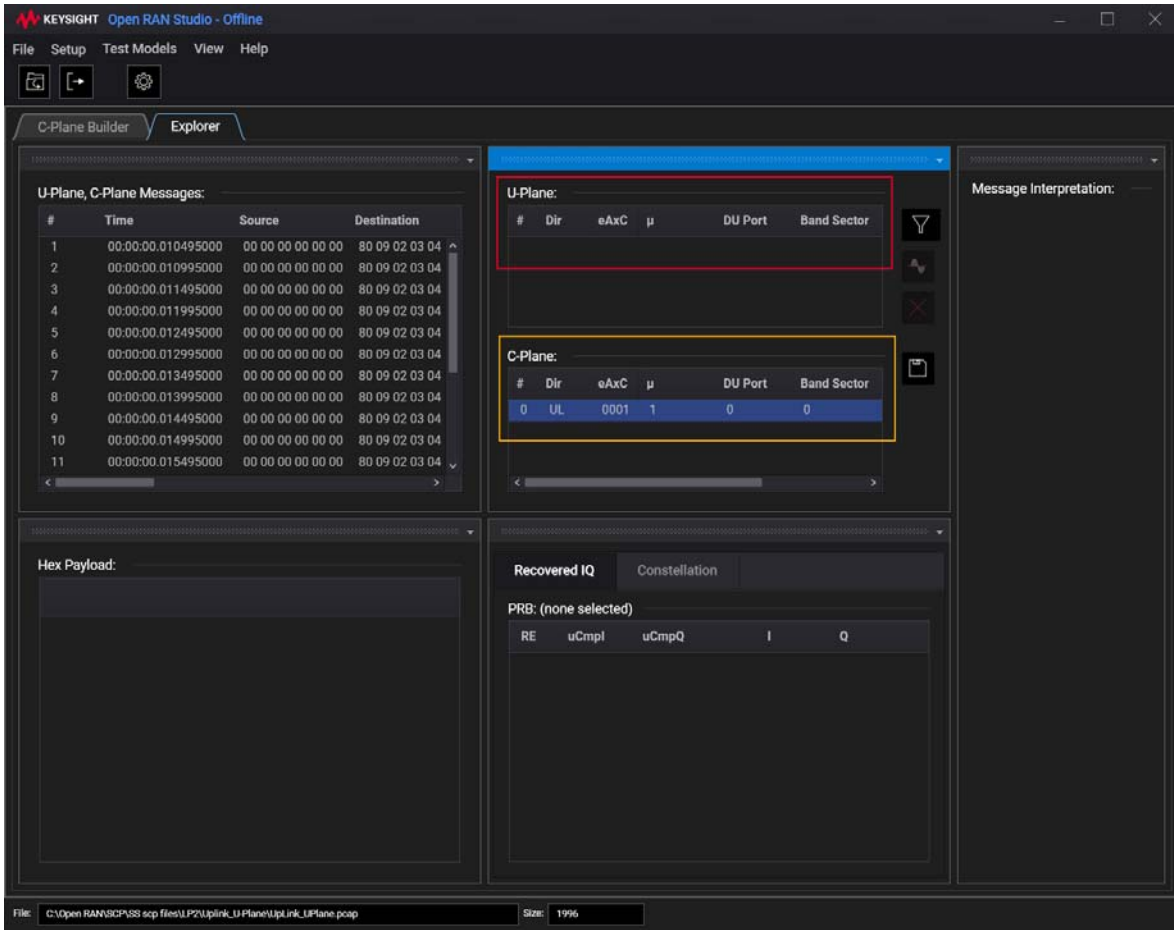 KEYSIGHT Open RAN Studio - Offline
File Setup Test Models View Help
C-Plane Builder Explorer
U-Plane, C-Plane Messages:
# Time Source Destination
1 00:00:00.010495000 00 00 00 00 00 00 80 09 02 03 04
2 00:00:00.010995000 00 00 00 00 00 00 80 09 02 03 04
3 00:00:00.011495000 00 00 00 00 00 00 80 09 02 03 04
4 00:00:00.011995000 00 00 00 00 00 00 80 09 02 03 04
5 00:00:00.012495000 00 00 00 00 00 00 80 09 02 03 04
6 00:00:00.012995000 00 00 00 00 00 00 80 09 02 03 04
7 00:00:00.013495000 00 00 00 00 00 00 80 09 02 03 04
8 00:00:00.013995000 00 00 00 00 00 00 80 09 02 03 04
9 00:00:00.014495000 00 00 00 00 00 00 80 09 02 03 04
10 00:00:00.014995000 00 00 00 00 00 00 80 09 02 03 04
11 00:00:00.015495000 00 00 00 00 00 00 80 09 02 03 04
U-Plane:
# Dir eAxC µ DU Port Band Sector
C-Plane:
# Dir eAxC µ DU Port Band Sector
0 UL 0001 1 0 0
Message Interpretation:
Hex Payload:
Recovered IQ Constellation
PRB: (none selected)
RE uCmpI uCmpQ I Q
File: C:\Open RAN\SCP\SS scp files\LP2\Uplink_U-Plane\UpLink_UPlane.pcap Size: 1996